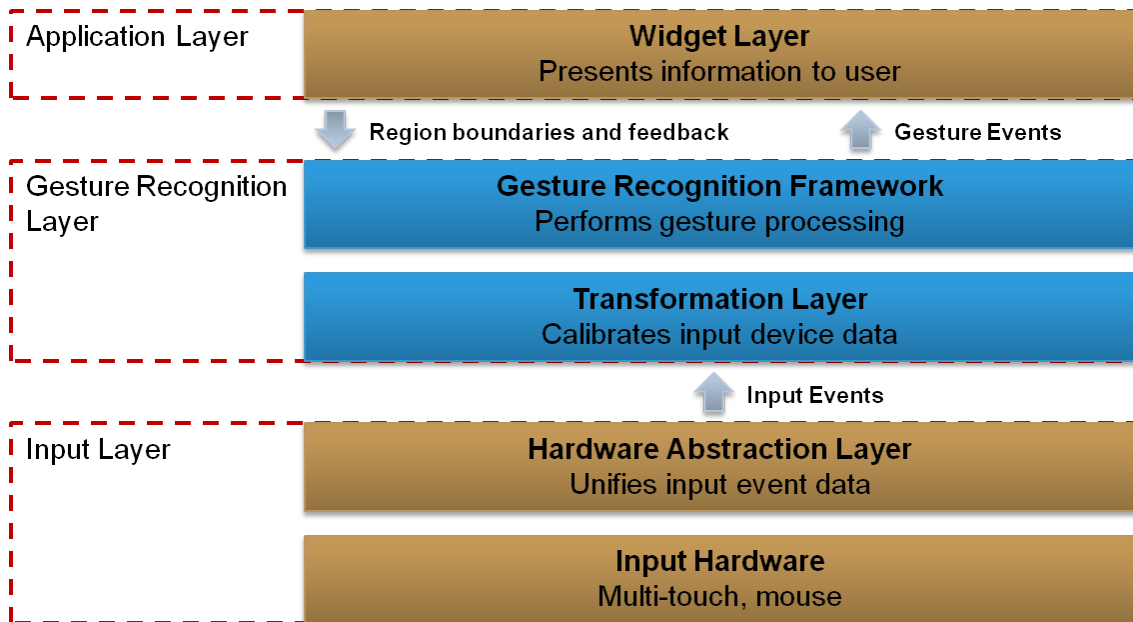 Application Layer
Widget Layer
Presents information to user
Region boundaries and feedback
Gesture Events
Gesture Recognition
Layer
Gesture Recognition Framework
Performs gesture processing
Transformation Layer
Calibrates input device data
Input Events
Input Layer
Hardware Abstraction Layer
Unifies input event data
Input Hardware
Multi-touch, mouse